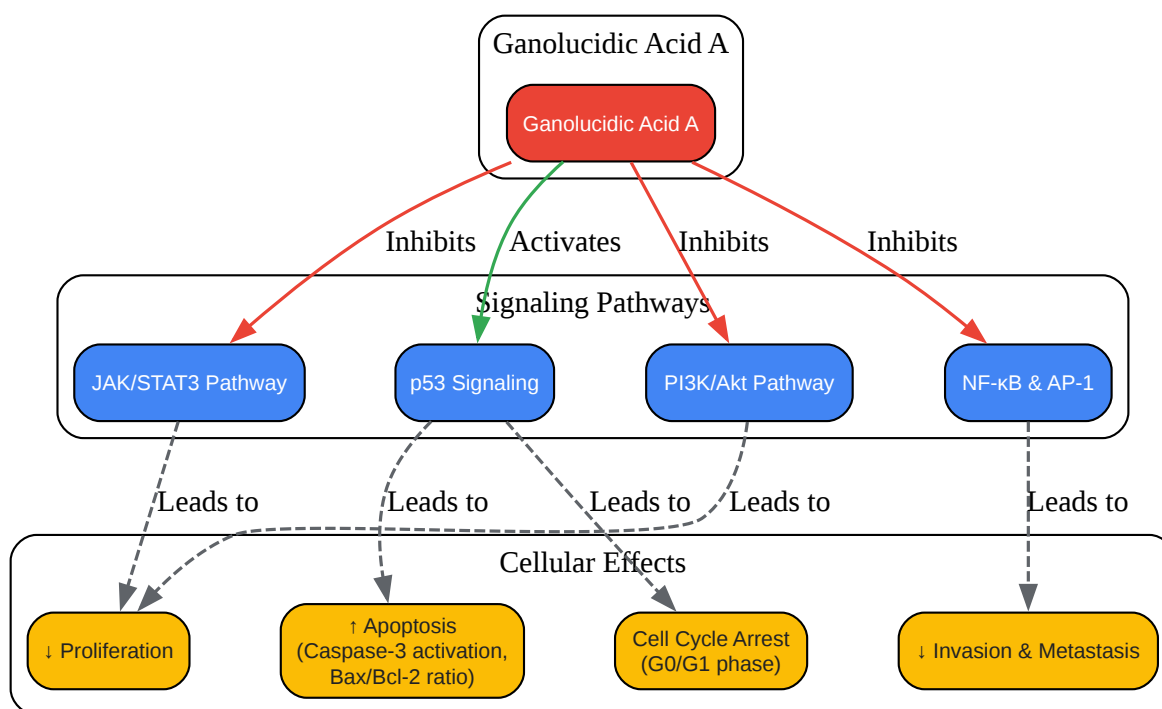 Ganolucidic Acid A
Ganolucidic Acid A
Inhibits
Activates
Inhibits
Inhibits
Signaling Pathways
JAK/STAT3 Pathway
p53 Signaling
PI3K/Akt Pathway
NF-κB & AP-1
Leads to
Leads to
Leads to
Leads to
Leads to
Cellular Effects
↓ Proliferation
↑ Apoptosis
(Caspase-3 activation,
Bax/Bcl-2 ratio)
Cell Cycle Arrest
(G0/G1 phase)
↓ Invasion & Metastasis